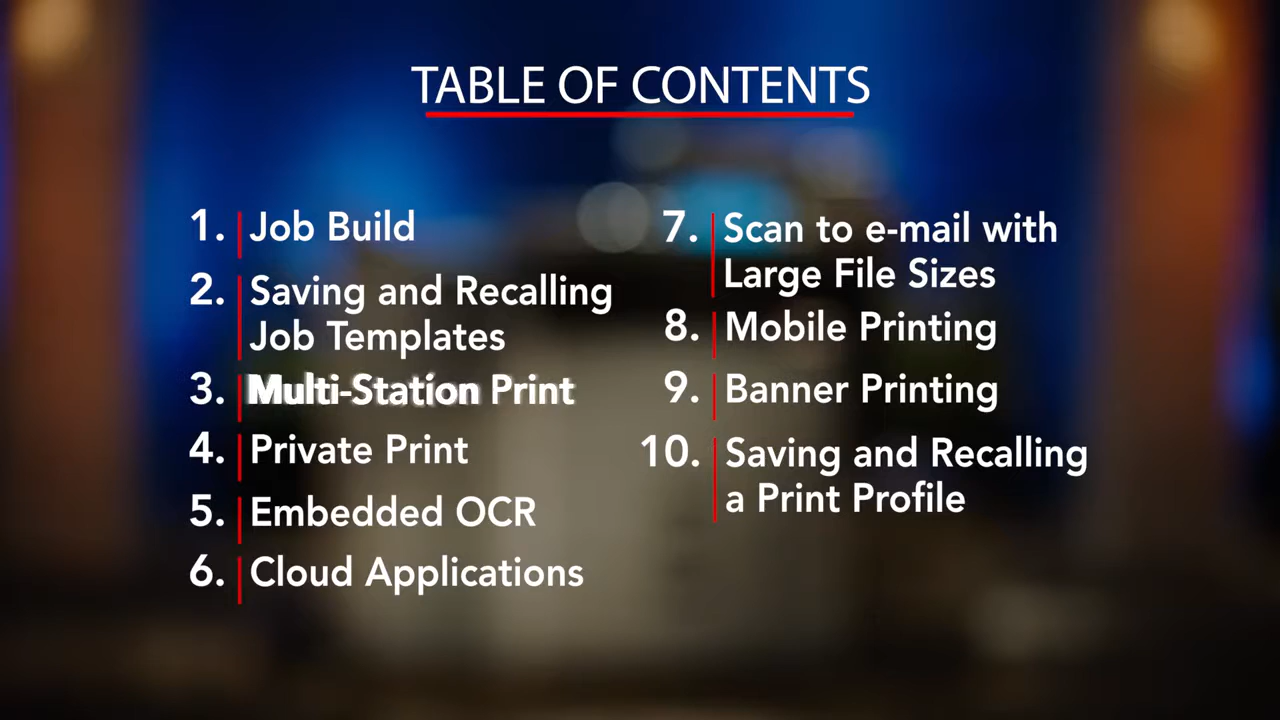 TABLE OF CONTENTS
1. Job Build
2. Saving and Recalling
Job Templates
3. Multi-Station Print
4. Private Print
5. Embedded OCR
6. Cloud Applications
7. Scan to e-mail with
Large File Sizes
8. Mobile Printing
9. Banner Printing
10. Saving and Recalling
a Print Profile